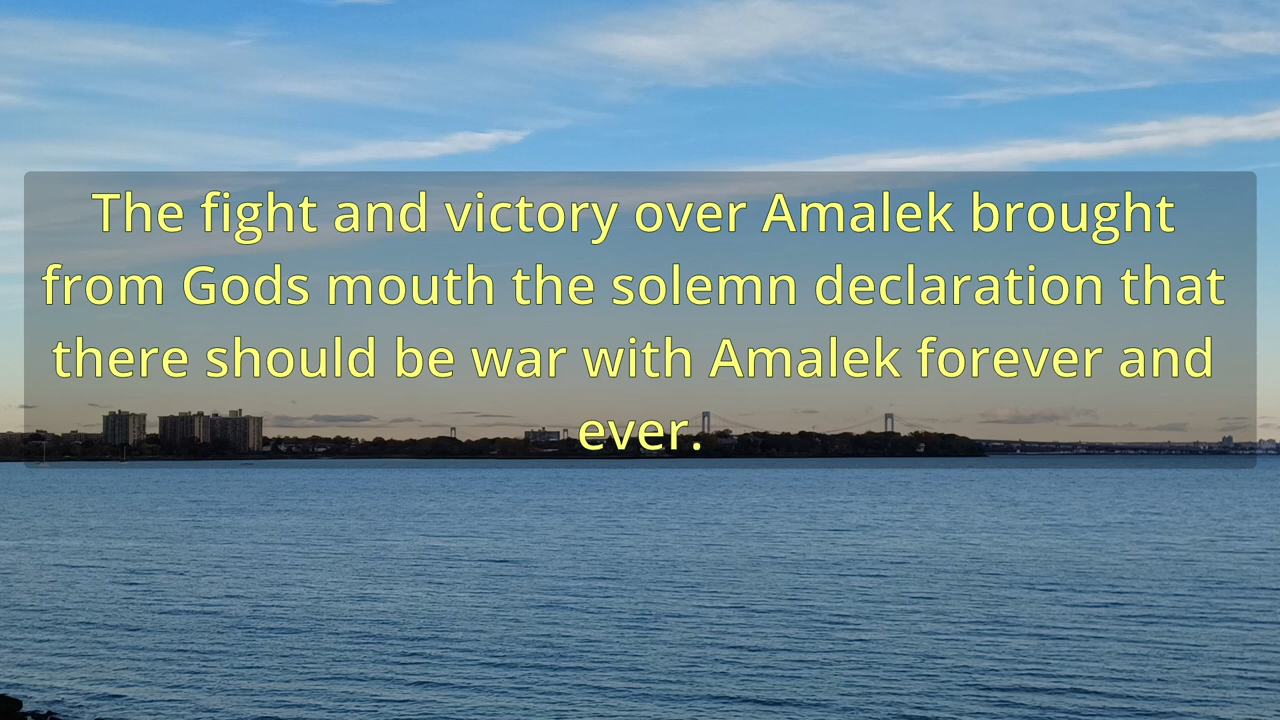 The fight and victory over Amalek brought
from Gods mouth the solemn declaration that
there should be war with Amalek forever and
ever.